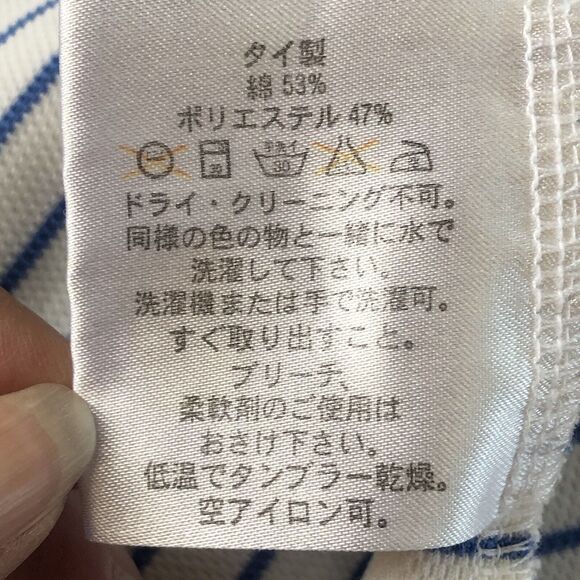 タイ製
綿 53%
ポリエステル 47%
ドライ・クリーニング不可。
同様の色の物と一緒に水で
洗濯して下さい。
洗濯機または手で洗濯可。
すぐ取り出すこと。
ブリーチ、
柔軟剤のご使用は
おさけ下さい。
低温でタンブラー乾燥。
空アイロン可。